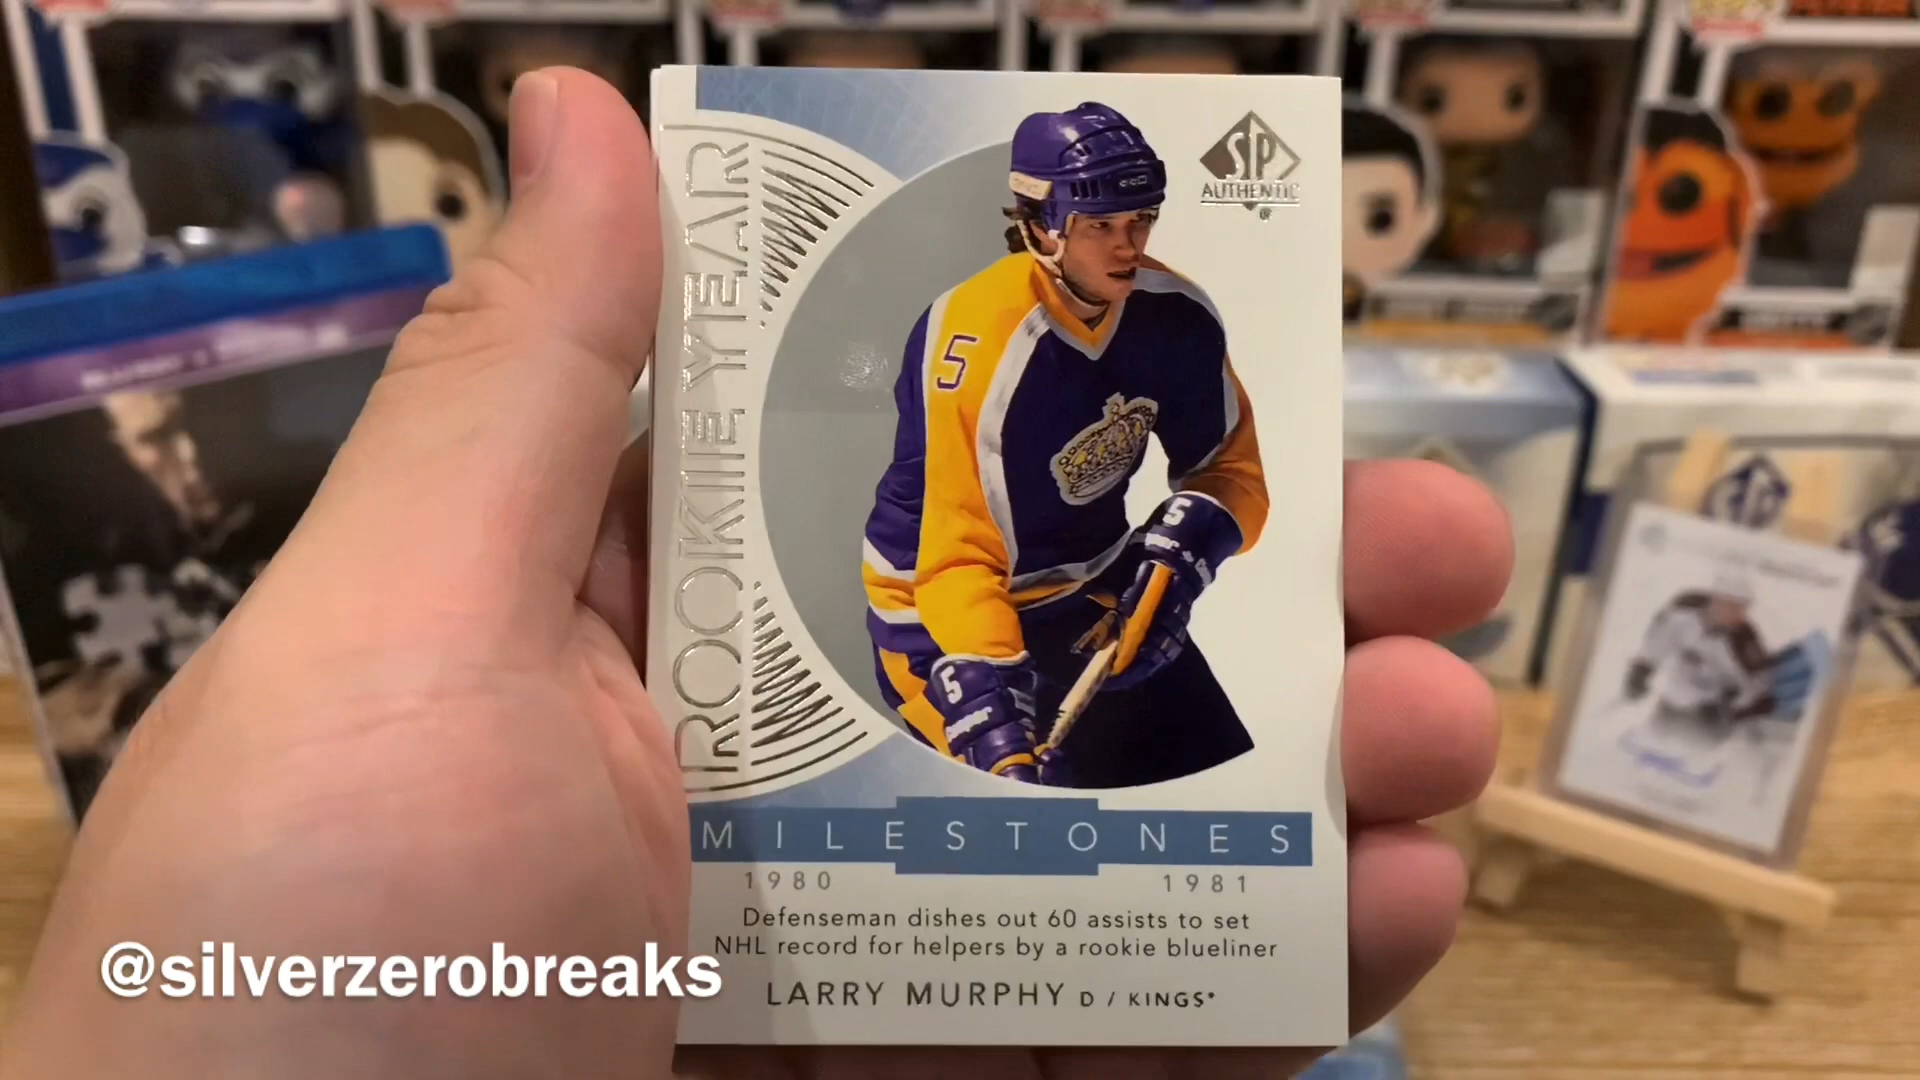 SP
AUTHENTIC
ROOKIE YEAR
5
5
5
MILESTONES
1980 1981
Defenseman dishes out 60 assists to set
NHL record for helpers by a rookie blueliner
LARRY MURPHY D / KINGS*
@silverzerobreaks